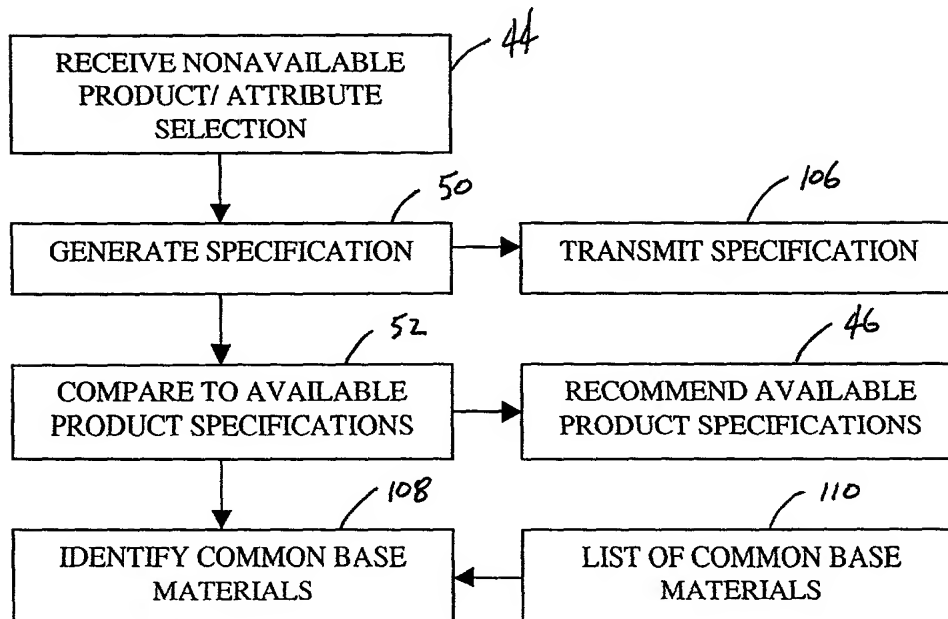 44
RECEIVE NONAVAILABLE
PRODUCT/ ATTRIBUTE
SELECTION
50
106
GENERATE SPECIFICATION
TRANSMIT SPECIFICATION
52
46
COMPARE TO AVAILABLE
PRODUCT SPECIFICATIONS
RECOMMEND AVAILABLE
PRODUCT SPECIFICATIONS
108
110
IDENTIFY COMMON BASE
MATERIALS
LIST OF COMMON BASE
MATERIALS